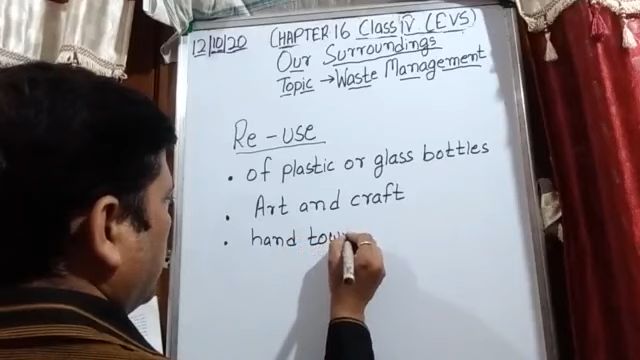 12/10/20 CHAPTER:16 Class IV (EVS)
Our Surroundings
Topic → Waste Management
Re-use
• of plastic or glass bottles
• Art and craft
• hand